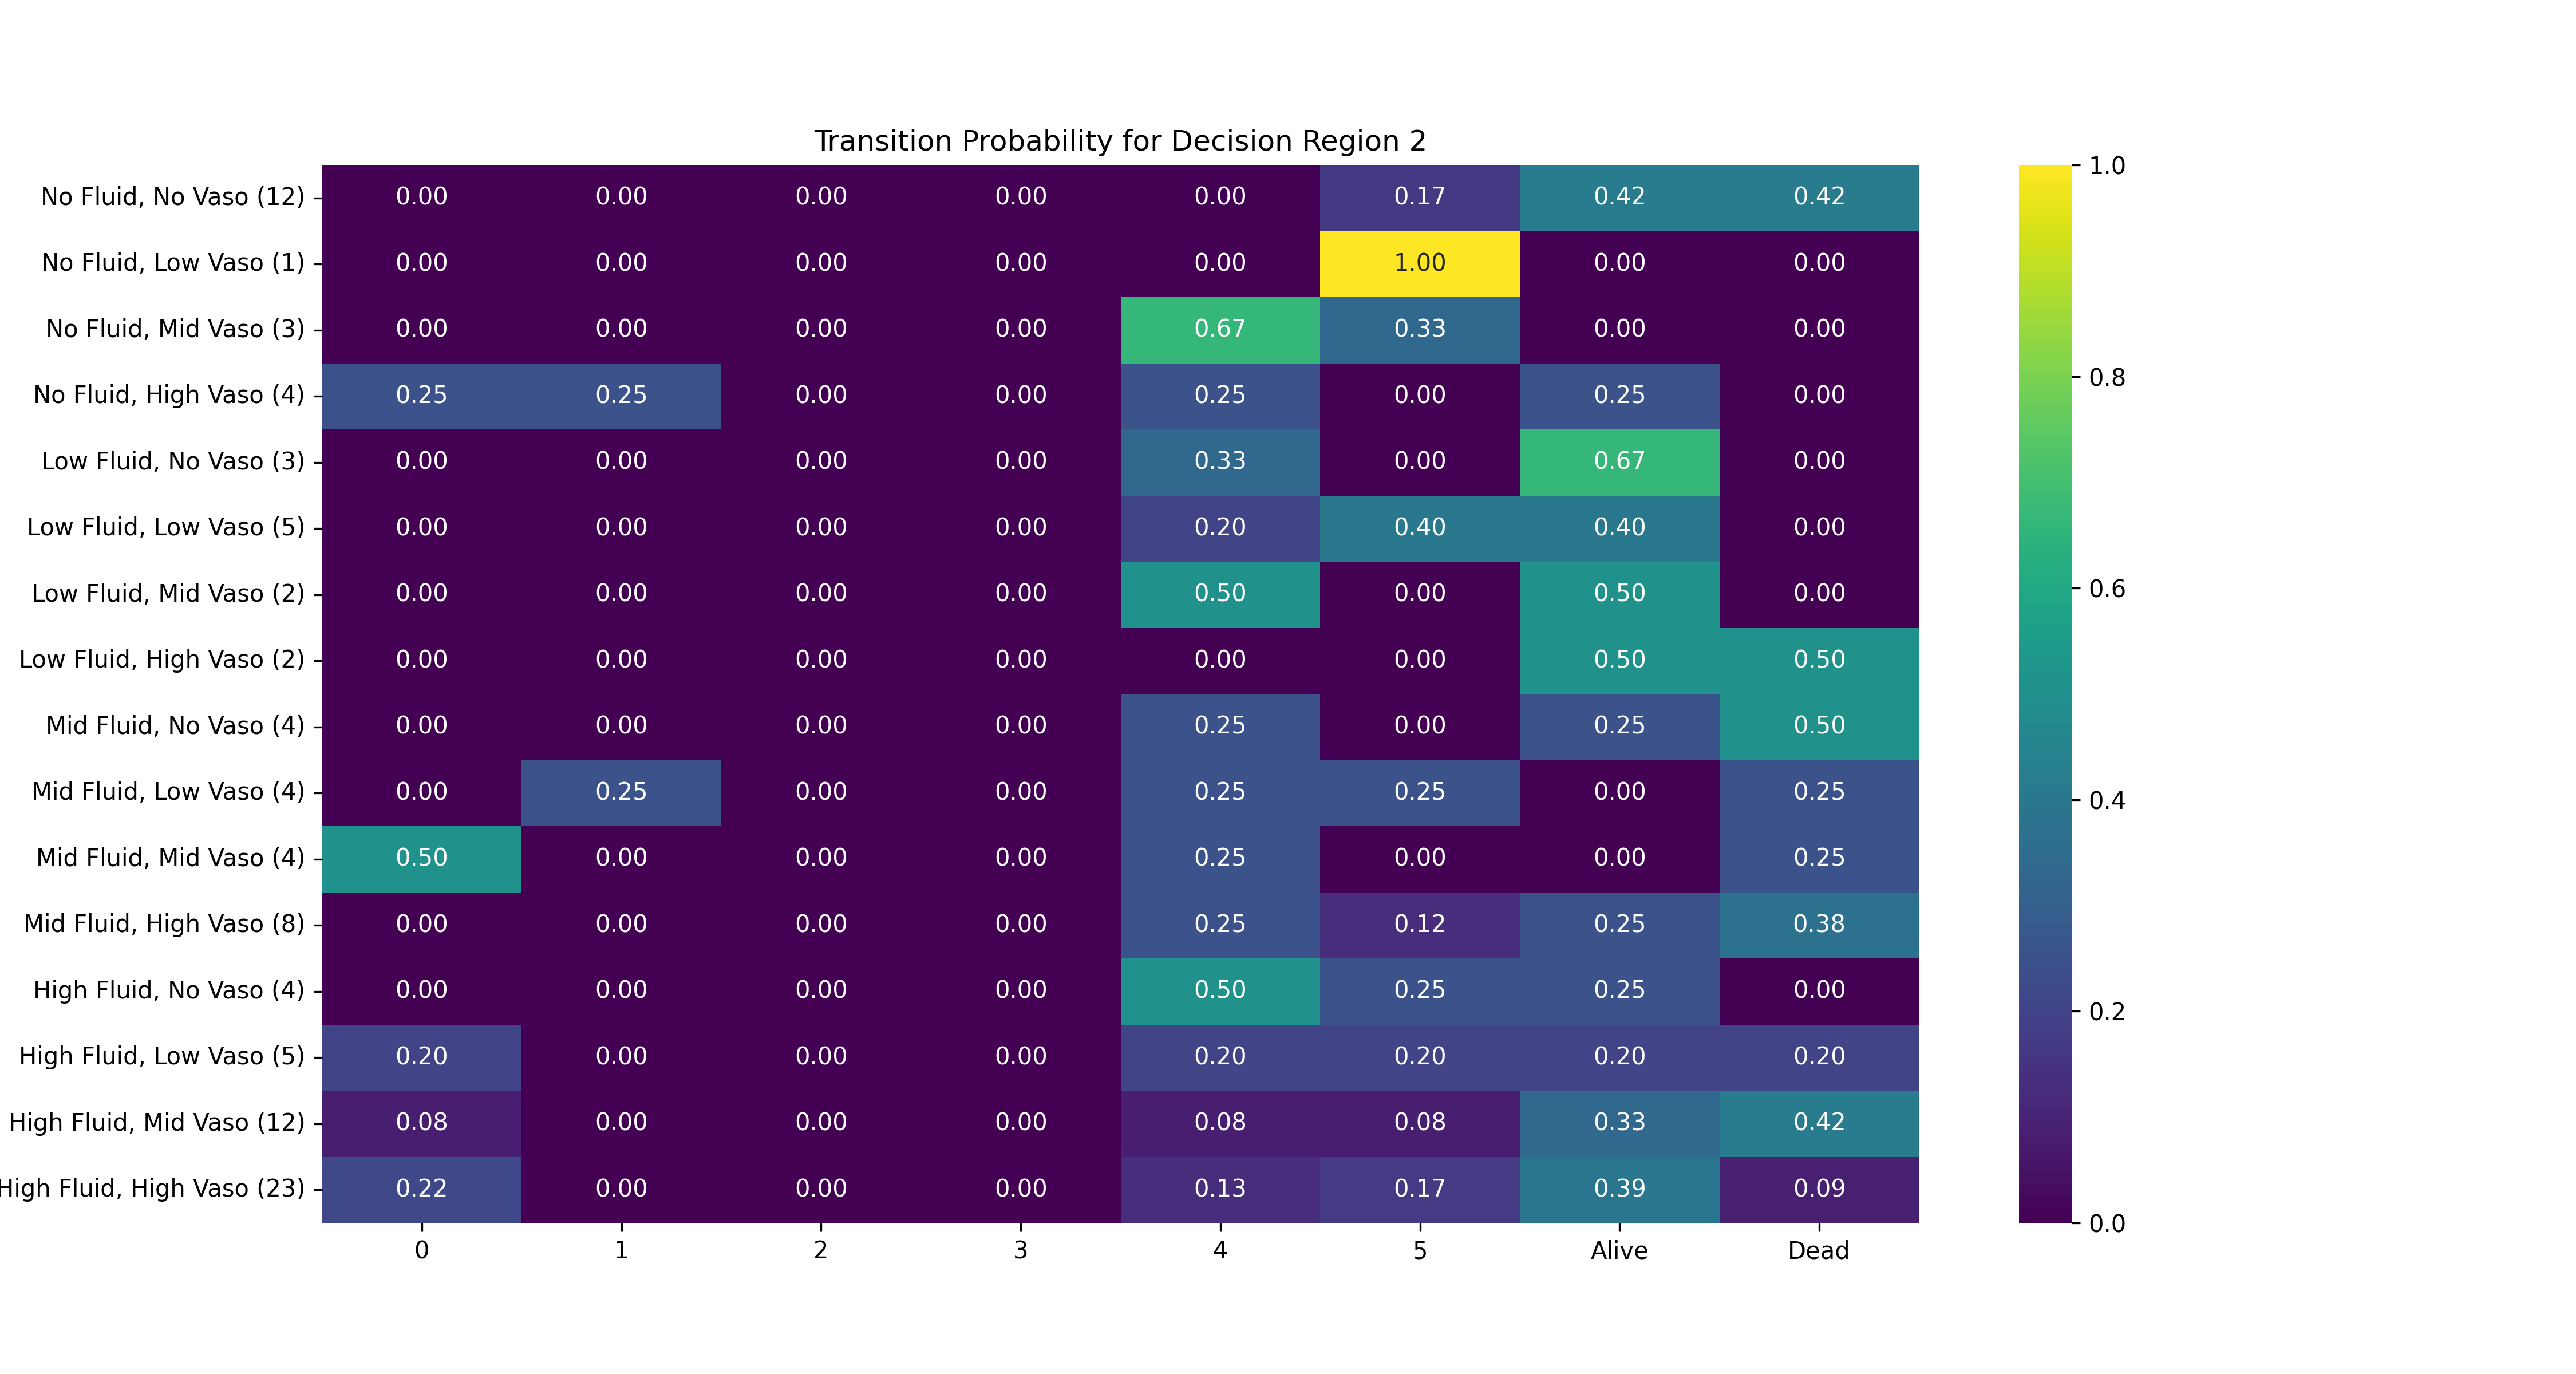 Transition Probability for Decision Region 2
No Fluid, No Vaso (12) 0.00 0.00 0.00 0.00 0.00 0.17 0.42 0.42
No Fluid, Low Vaso (1) 0.00 0.00 0.00 0.00 0.00 1.00 0.00 0.00
No Fluid, Mid Vaso (3) 0.00 0.00 0.00 0.00 0.67 0.33 0.00 0.00
No Fluid, High Vaso (4) 0.25 0.25 0.00 0.00 0.25 0.00 0.25 0.00
Low Fluid, No Vaso (3) 0.00 0.00 0.00 0.00 0.33 0.00 0.67 0.00
Low Fluid, Low Vaso (5) 0.00 0.00 0.00 0.00 0.20 0.40 0.40 0.00
Low Fluid, Mid Vaso (2) 0.00 0.00 0.00 0.00 0.50 0.00 0.50 0.00
Low Fluid, High Vaso (2) 0.00 0.00 0.00 0.00 0.00 0.00 0.50 0.50
Mid Fluid, No Vaso (4) 0.00 0.00 0.00 0.00 0.25 0.00 0.25 0.50
Mid Fluid, Low Vaso (4) 0.00 0.25 0.00 0.00 0.25 0.25 0.00 0.25
Mid Fluid, Mid Vaso (4) 0.50 0.00 0.00 0.00 0.25 0.00 0.00 0.25
Mid Fluid, High Vaso (8) 0.00 0.00 0.00 0.00 0.25 0.12 0.25 0.38
High Fluid, No Vaso (4) 0.00 0.00 0.00 0.00 0.50 0.25 0.25 0.00
High Fluid, Low Vaso (5) 0.20 0.00 0.00 0.00 0.20 0.20 0.20 0.20
High Fluid, Mid Vaso (12) 0.08 0.00 0.00 0.00 0.08 0.08 0.33 0.42
High Fluid, High Vaso (23) 0.22 0.00 0.00 0.00 0.13 0.17 0.39 0.09
0 1 2 3 4 5 Alive Dead
1.0
0.8
0.6
0.4
0.2
0.0